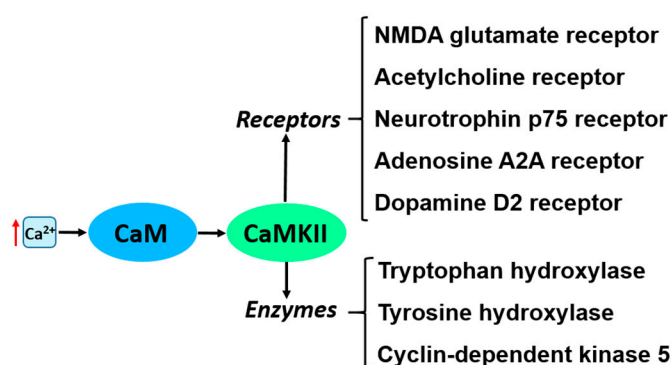 NMDA glutamate receptor
Acetylcholine receptor
Receptors
Neurotrophin p75 receptor
Adenosine A2A receptor
Dopamine D2 receptor
Ca²⁺
CaM
CaMKII
Tryptophan hydroxylase
Enzymes
Tyrosine hydroxylase
Cyclin-dependent kinase 5